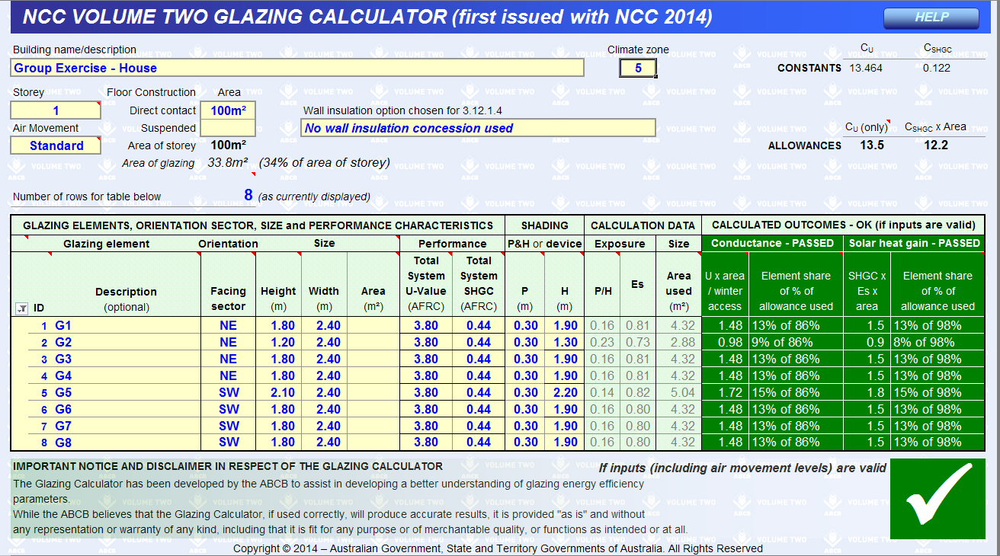 NCC VOLUME TWO GLAZING CALCULATOR (first issued with NCC 2014)
HELP
Building name/description
Climate zone
CU CSHGC
Group Exercise - House
5
CONSTANTS 13.464 0.122
Storey Floor Construction Area
1 Direct contact 100m² Wall insulation option chosen for 3.12.1.4
Air Movement Suspended No wall insulation concession used CU (only) CSHGC x Area
Standard Area of storey 100m² ALLOWANCES 13.5 12.2
Area of glazing 33.8m² (34% of area of storey)
Number of rows for table below 8 (as currently displayed)
GLAZING ELEMENTS, ORIENTATION SECTOR, SIZE and PERFORMANCE CHARACTERISTICS SHADING CALCULATION DATA CALCULATED OUTCOMES - OK (if inputs are valid)
Glazing element Orientation Size Performance P&H or device Exposure Size Conductance - PASSED Solar heat gain - PASSED
ID Description (optional) Facing sector Height (m) Width (m) Area (m²) Total System U-Value (AFRC) Total System SHGC (AFRC) P (m) H (m) P/H Es Area used (m²) U x area / winter access Element share of % of allowance used SHGC x Es x area Element share of % of allowance used
1 G1 NE 1.80 2.40 3.80 0.44 0.30 1.90 0.16 0.81 4.32 1.48 13% of 86% 1.5 13% of 98%
2 G2 NE 1.20 2.40 3.80 0.44 0.30 1.30 0.23 0.73 2.88 0.98 9% of 86% 0.9 8% of 98%
3 G3 NE 1.80 2.40 3.80 0.44 0.30 1.90 0.16 0.81 4.32 1.48 13% of 86% 1.5 13% of 98%
4 G4 NE 1.80 2.40 3.80 0.44 0.30 1.90 0.16 0.81 4.32 1.48 13% of 86% 1.5 13% of 98%
5 G5 SW 2.10 2.40 3.80 0.44 0.30 2.20 0.14 0.82 5.04 1.72 15% of 86% 1.8 15% of 98%
6 G6 SW 1.80 2.40 3.80 0.44 0.30 1.90 0.16 0.80 4.32 1.48 13% of 86% 1.5 13% of 98%
7 G7 SW 1.80 2.40 3.80 0.44 0.30 1.90 0.16 0.80 4.32 1.48 13% of 86% 1.5 13% of 98%
8 G8 SW 1.80 2.40 3.80 0.44 0.30 1.90 0.16 0.80 4.32 1.48 13% of 86% 1.5 13% of 98%
IMPORTANT NOTICE AND DISCLAIMER IN RESPECT OF THE GLAZING CALCULATOR
If inputs (including air movement levels) are valid
The Glazing Calculator has been developed by the ABCB to assist in developing a better understanding of glazing energy efficiency
parameters.
While the ABCB believes that the Glazing Calculator, if used correctly, will produce accurate results, it is provided "as is" and without
any representation or warranty of any kind, including that it is fit for any purpose or of merchantable quality, or functions as intended or at all.
Copyright © 2014 – Australian Government, State and Territory Governments of Australia. All Rights Reserved